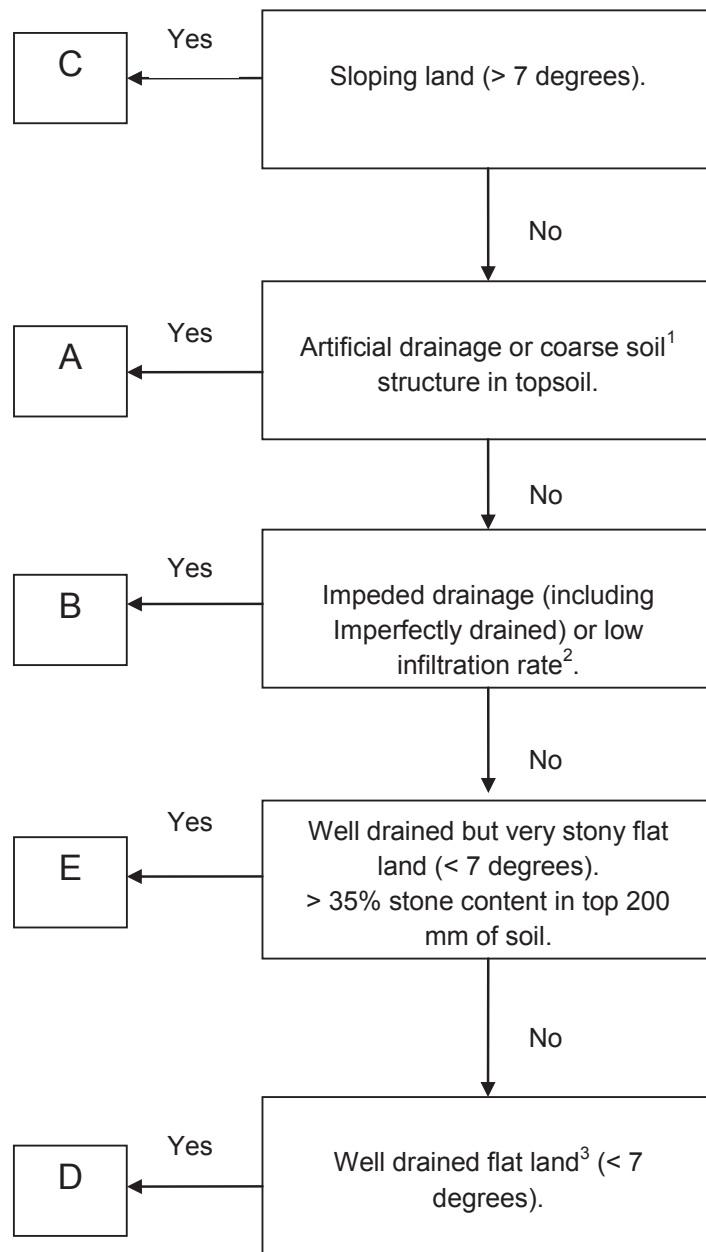 Yes
C
Sloping land (> 7 degrees).
No
Yes
A
Artificial drainage or coarse soil¹
structure in topsoil.
No
Yes
B
Impeded drainage (including
Imperfectly drained) or low
infiltration rate².
No
Yes
E
Well drained but very stony flat
land (< 7 degrees).
> 35% stone content in top 200
mm of soil.
No
Yes
D
Well drained flat land³ (< 7
degrees).